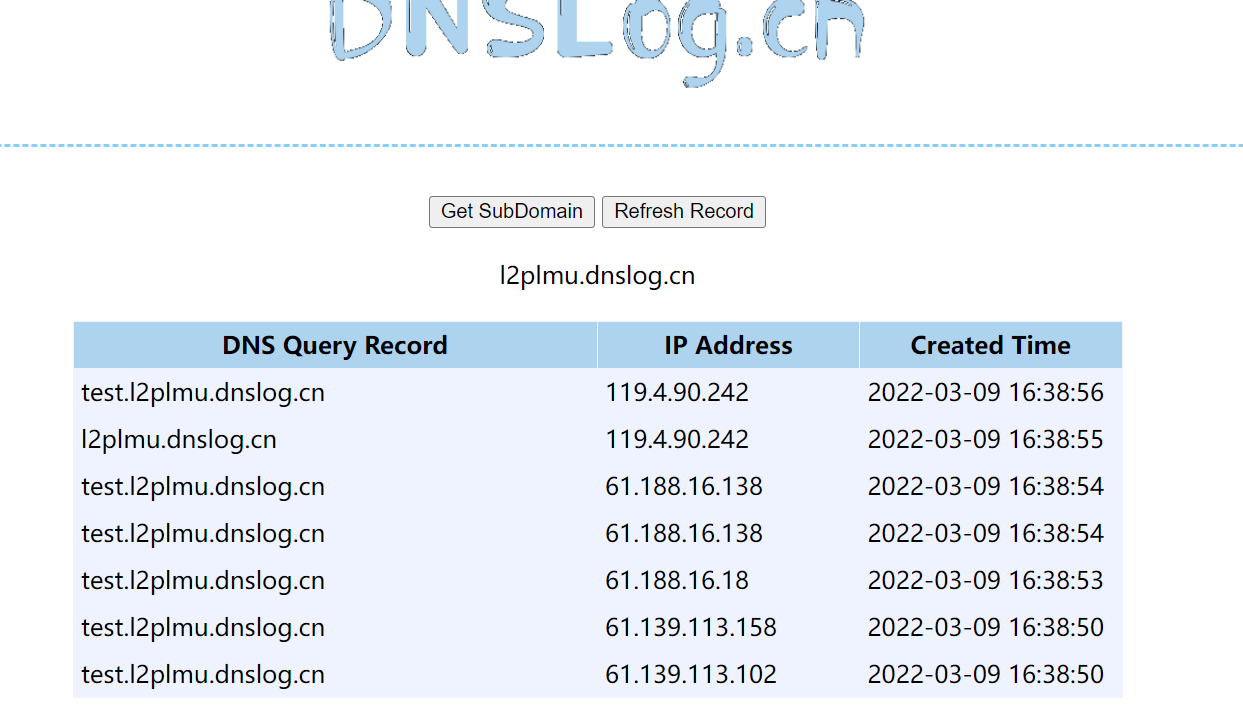 DNSLog.cn
Get SubDomain Refresh Record
l2plmu.dnslog.cn
DNS Query Record IP Address Created Time
test.l2plmu.dnslog.cn 119.4.90.242 2022-03-09 16:38:56
l2plmu.dnslog.cn 119.4.90.242 2022-03-09 16:38:55
test.l2plmu.dnslog.cn 61.188.16.138 2022-03-09 16:38:54
test.l2plmu.dnslog.cn 61.188.16.138 2022-03-09 16:38:54
test.l2plmu.dnslog.cn 61.188.16.18 2022-03-09 16:38:53
test.l2plmu.dnslog.cn 61.139.113.158 2022-03-09 16:38:50
test.l2plmu.dnslog.cn 61.139.113.102 2022-03-09 16:38:50